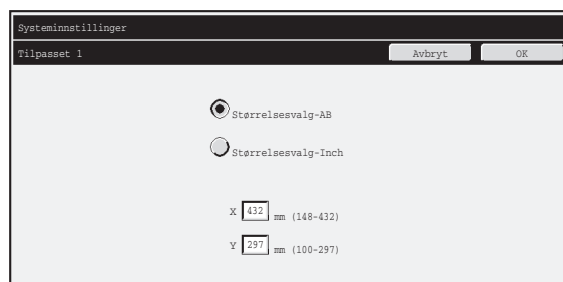 Systeminnstillinger
Tilpasset 1 Avbryt OK
Størrelsesvalg-AB
Størrelsesvalg-Inch
X 432 mm (148-432)
Y 297 mm (100-297)